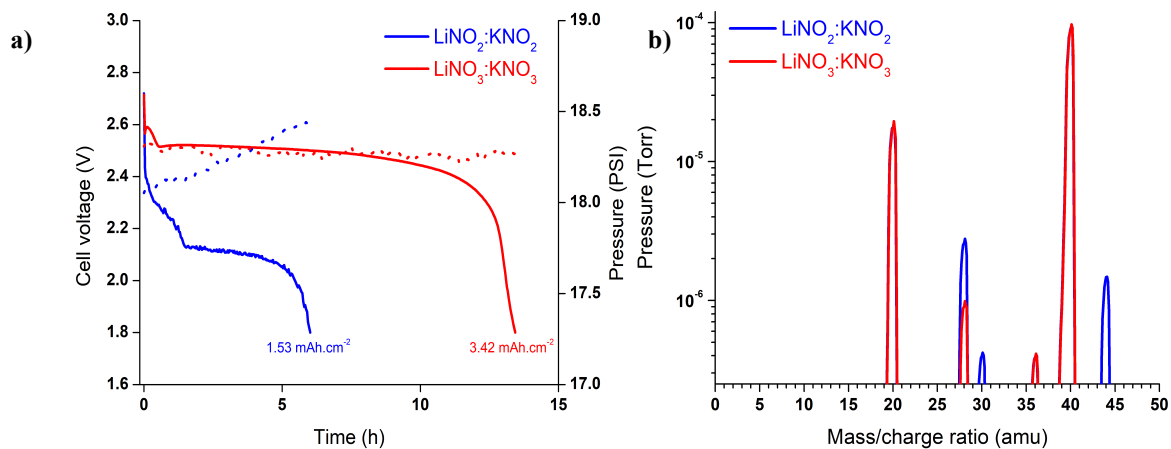 a)
3.0
2.8
2.6
2.4
2.2
2.0
1.8
1.6
Cell voltage (V)
LiNO₂:KNO₂
LiNO₃:KNO₃
1.53 mAh.cm⁻²
3.42 mAh.cm⁻²
0 5 10 15
Time (h)
19.0
18.5
18.0
17.5
17.0
Pressure (PSI)
b)
10⁻⁴
10⁻⁵
10⁻⁶
Pressure (Torr)
LiNO₂:KNO₂
LiNO₃:KNO₃
0 5 10 15 20 25 30 35 40 45 50
Mass/charge ratio (amu)